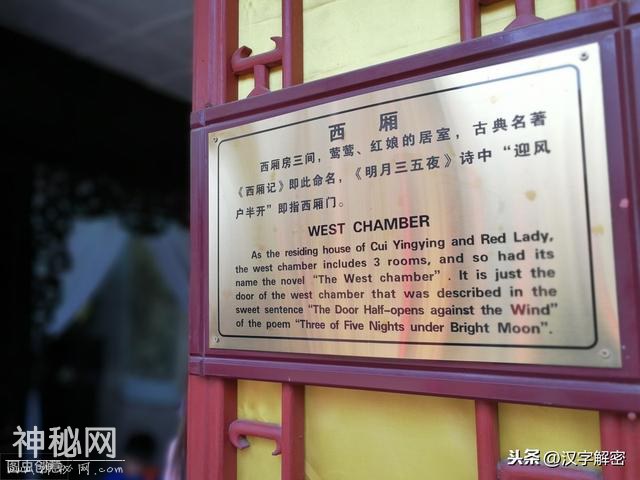 西厢
西厢房三间，莺莺、红娘的居室，古典名著
《西厢记》即此命名，《明月三五夜》诗中“迎风
户半开”即指西厢门。
WEST CHAMBER
As the residing house of Cui Yingying and Red Lady,
the west chamber includes 3 rooms, and so had its
name the novel “The West chamber” . It is just the
door of the west chamber that was described in the
sweet sentence “The Door Half-opens against the Wind”
of the poem “Three of Five Nights under Bright Moon”.
神秘网
头条@汉字解密